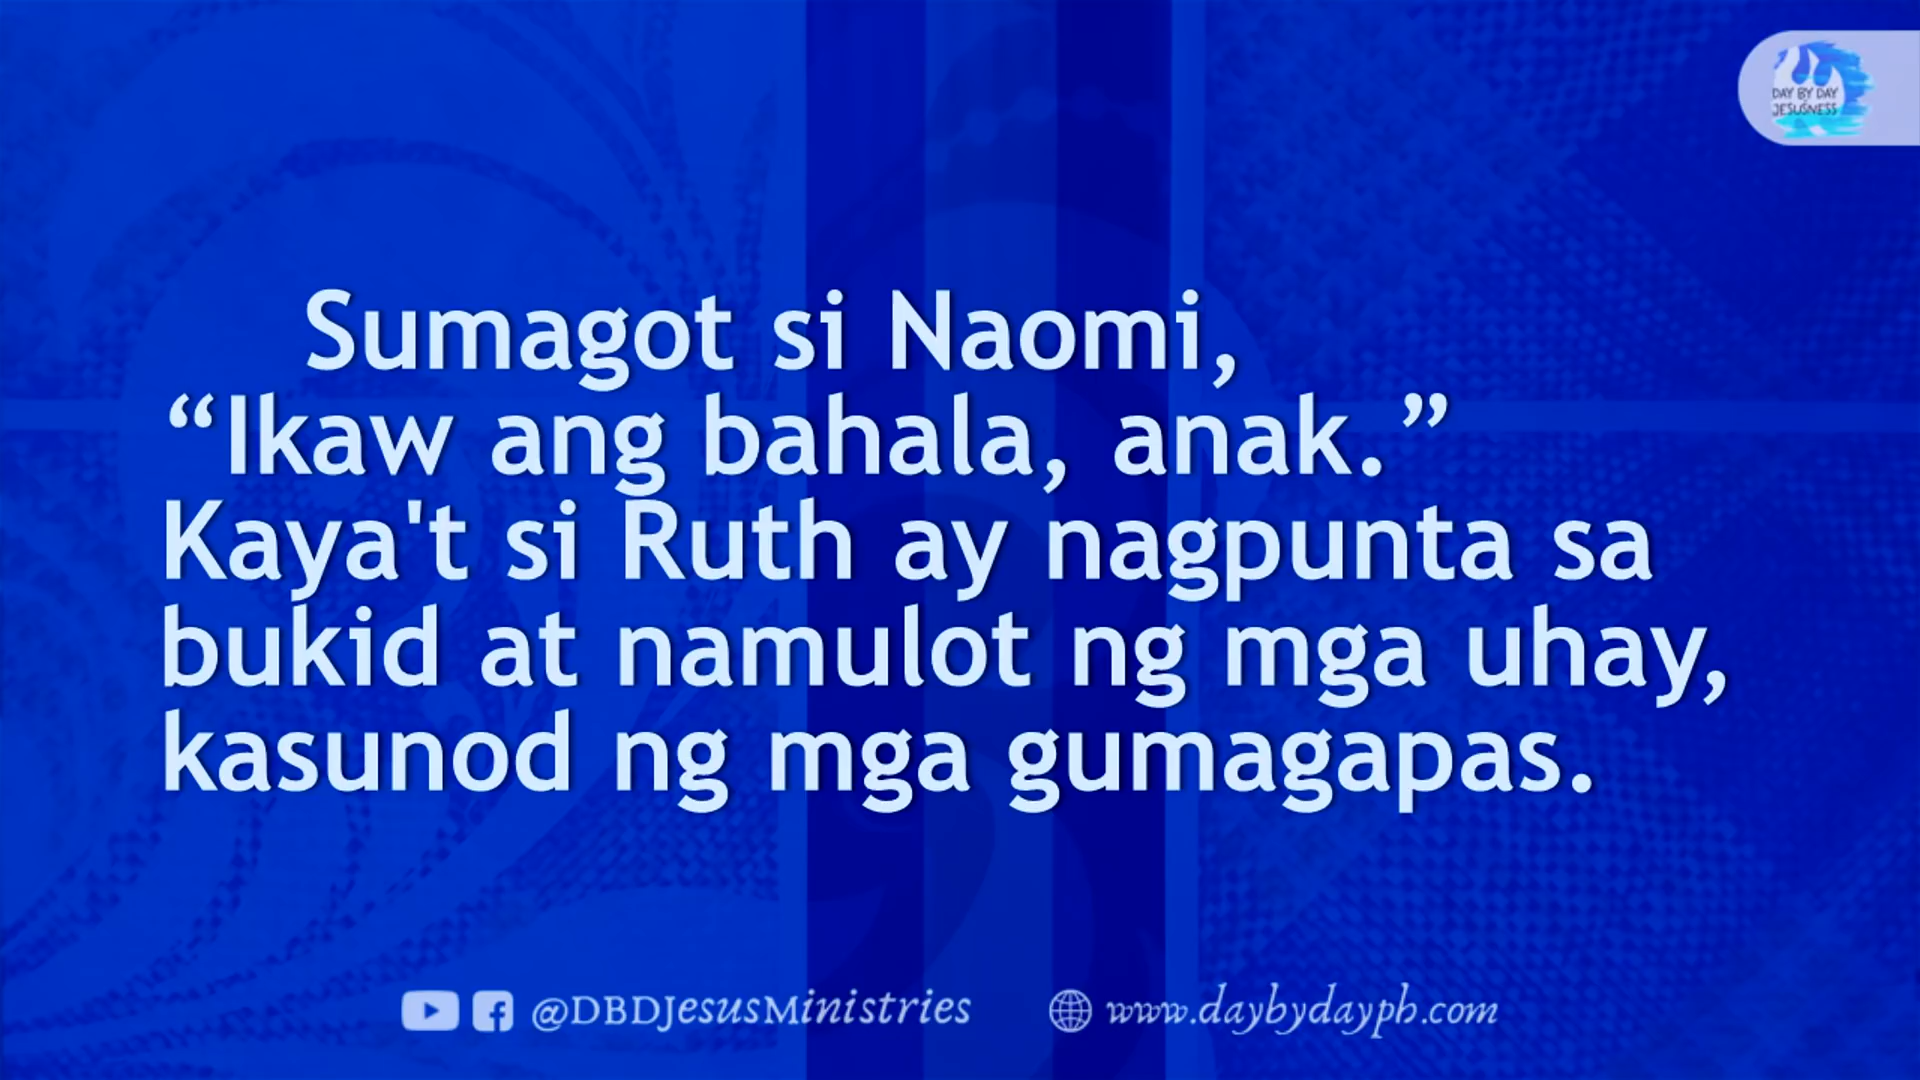 DAY BY DAY
JESUSNESS
Sumagot si Naomi,
“Ikaw ang bahala, anak.”
Kaya't si Ruth ay nagpunta sa
bukid at namulot ng mga uhay,
kasunod ng mga gumagapas.
@DBDJesusMinistries www.daybydayph.com